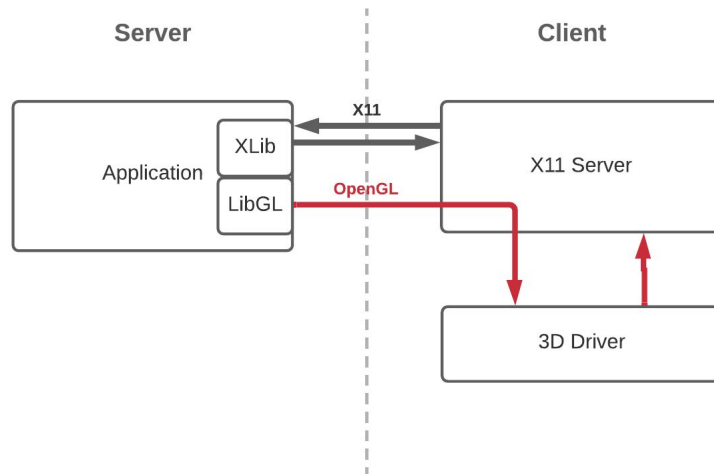 Server
Client
X11
XLib
Application
X11 Server
LibGL
OpenGL
3D Driver